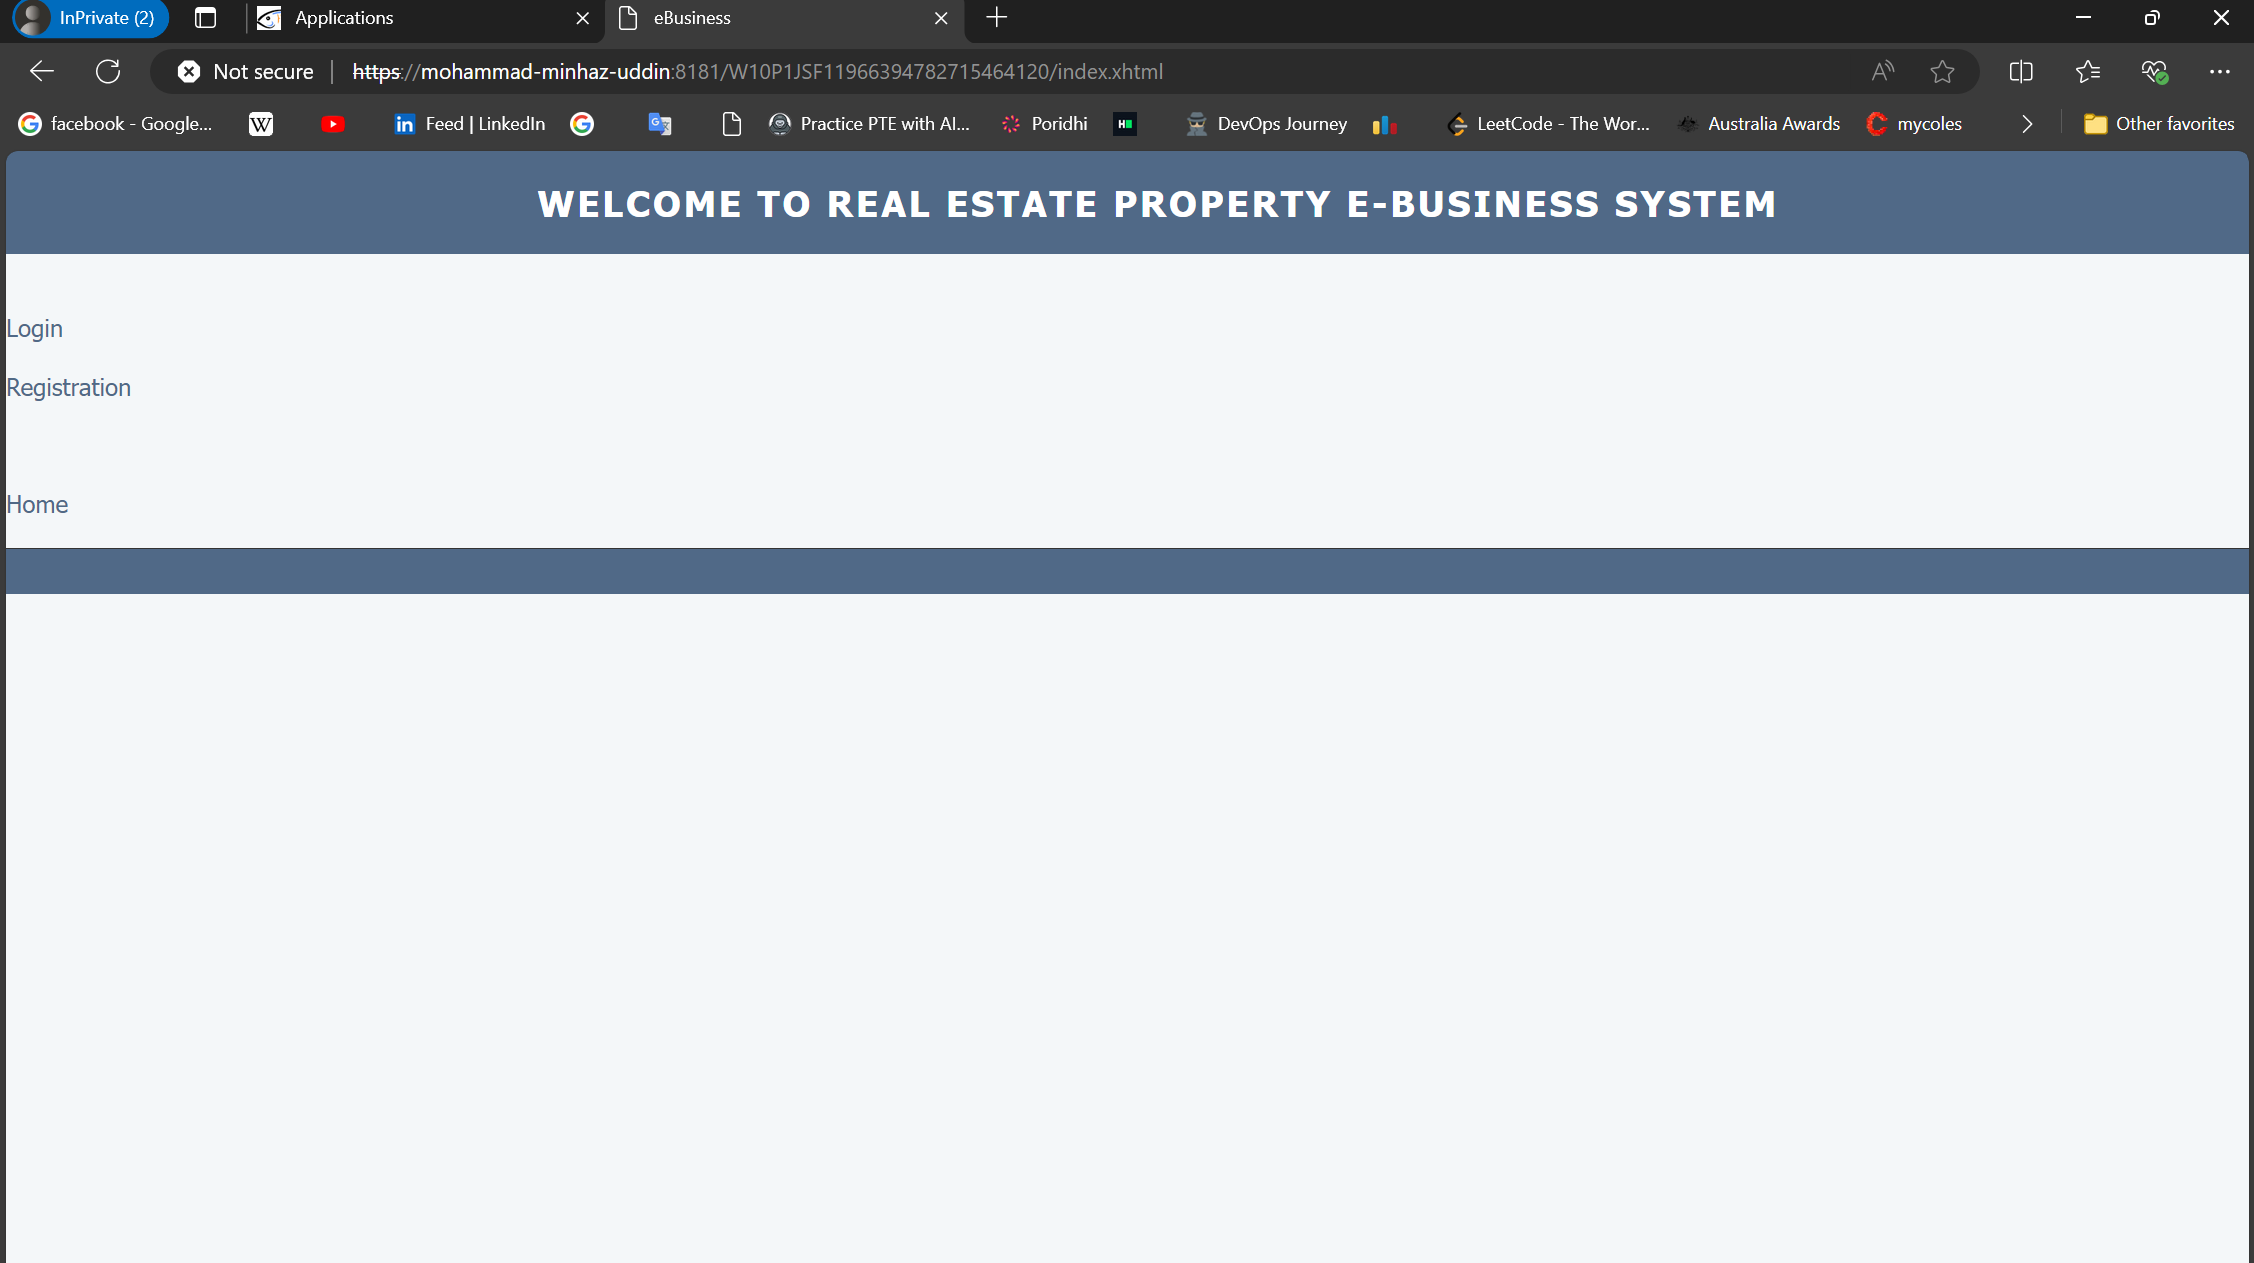 InPrivate (2) Applications eBusiness
Not secure https://mohammad-minhaz-uddin:8181/W10P1JSF11966394782715464120/index.xhtml
facebook - Google... W in Feed | LinkedIn Practice PTE with AI... Poridhi H DevOps Journey LeetCode - The Wor... Australia Awards mycoles Other favorites
WELCOME TO REAL ESTATE PROPERTY E-BUSINESS SYSTEM
Login
Registration
Home